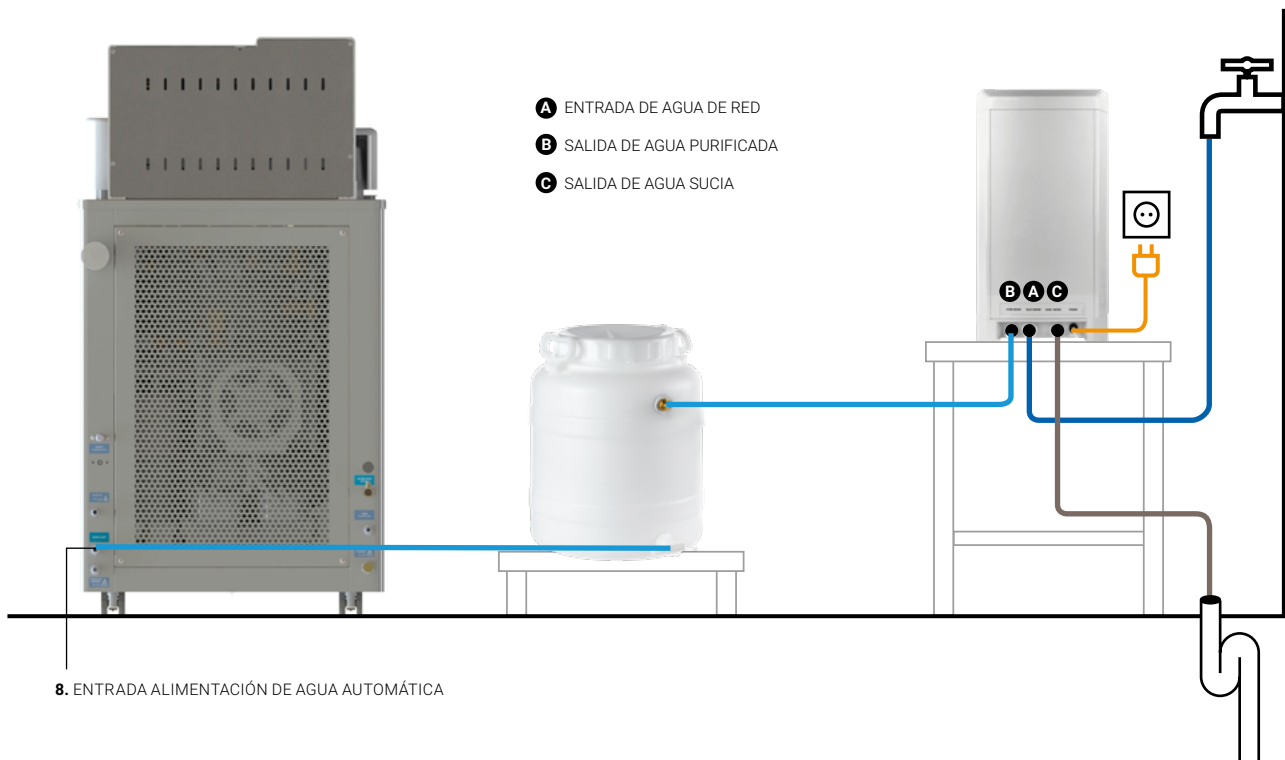 A ENTRADA DE AGUA DE RED
B SALIDA DE AGUA PURIFICADA
C SALIDA DE AGUA SUCIA
B A C
8. ENTRADA ALIMENTACIÓN DE AGUA AUTOMÁTICA